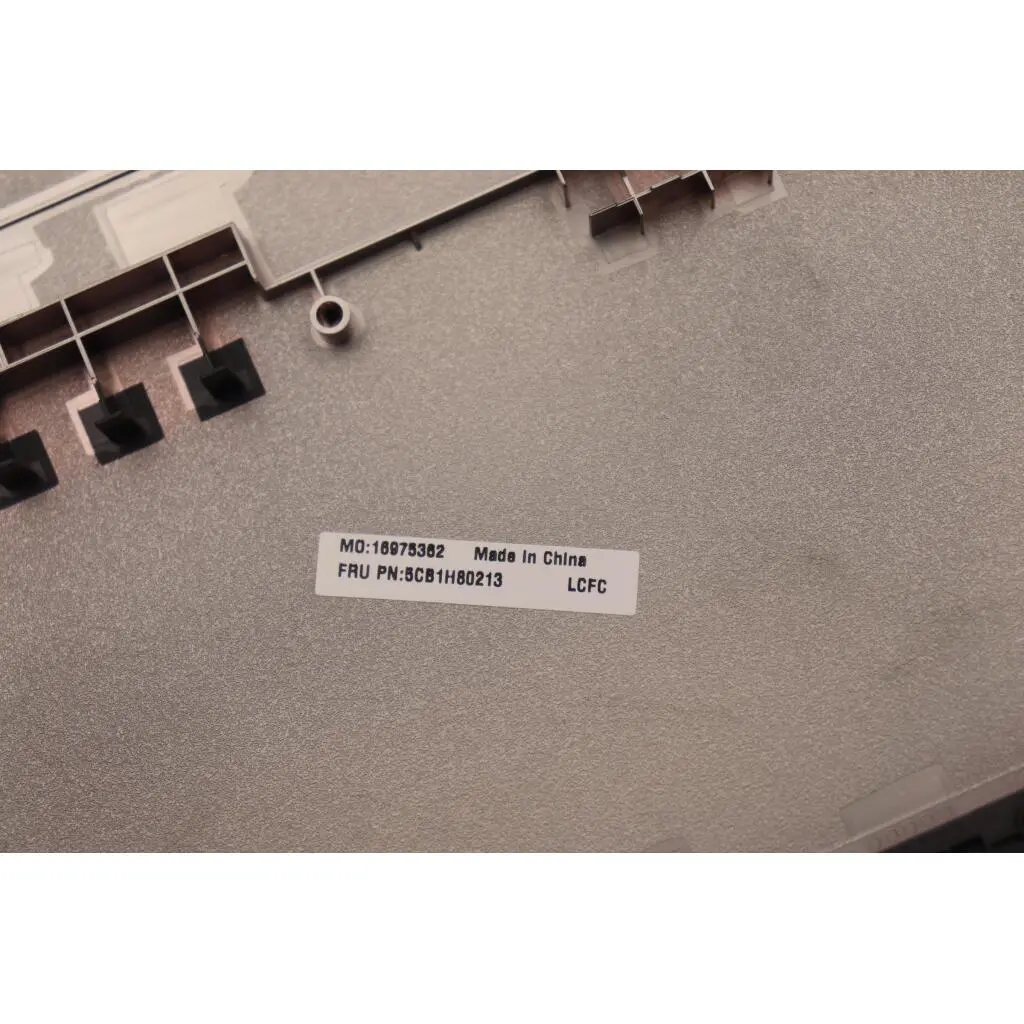 MO:16975362 Made In China
FRU PN:5CB1H80213 LCFC